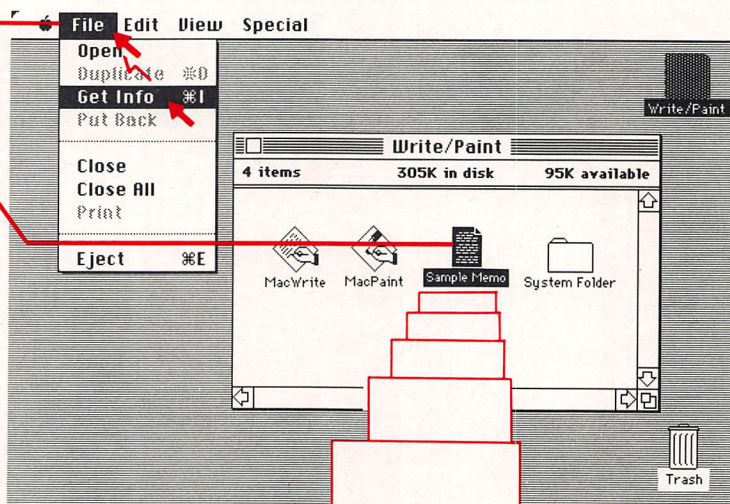 File Edit View Special
Open
Duplicate ⌘D
Get Info ⌘I
Put Back
Close
Close All
Print
Eject ⌘E
Write/Paint
Write/Paint
4 items 305K in disk 95K available
MacWrite MacPaint Sample Memo System Folder
Trash